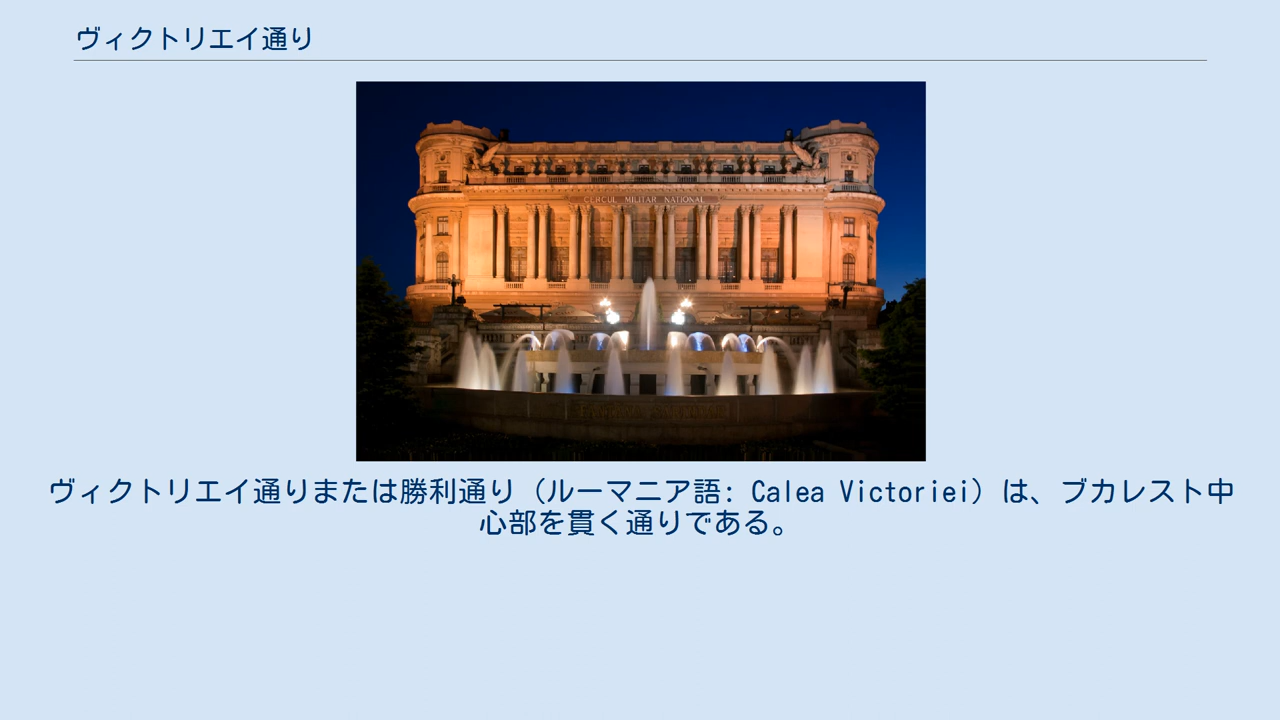 ヴィクトリエイ通り
CERCUL MILITAR NATIONAL
ヴィクトリエイ通りまたは勝利通り（ルーマニア語: Calea Victoriei）は、ブカレスト中
心部を貫く通りである。